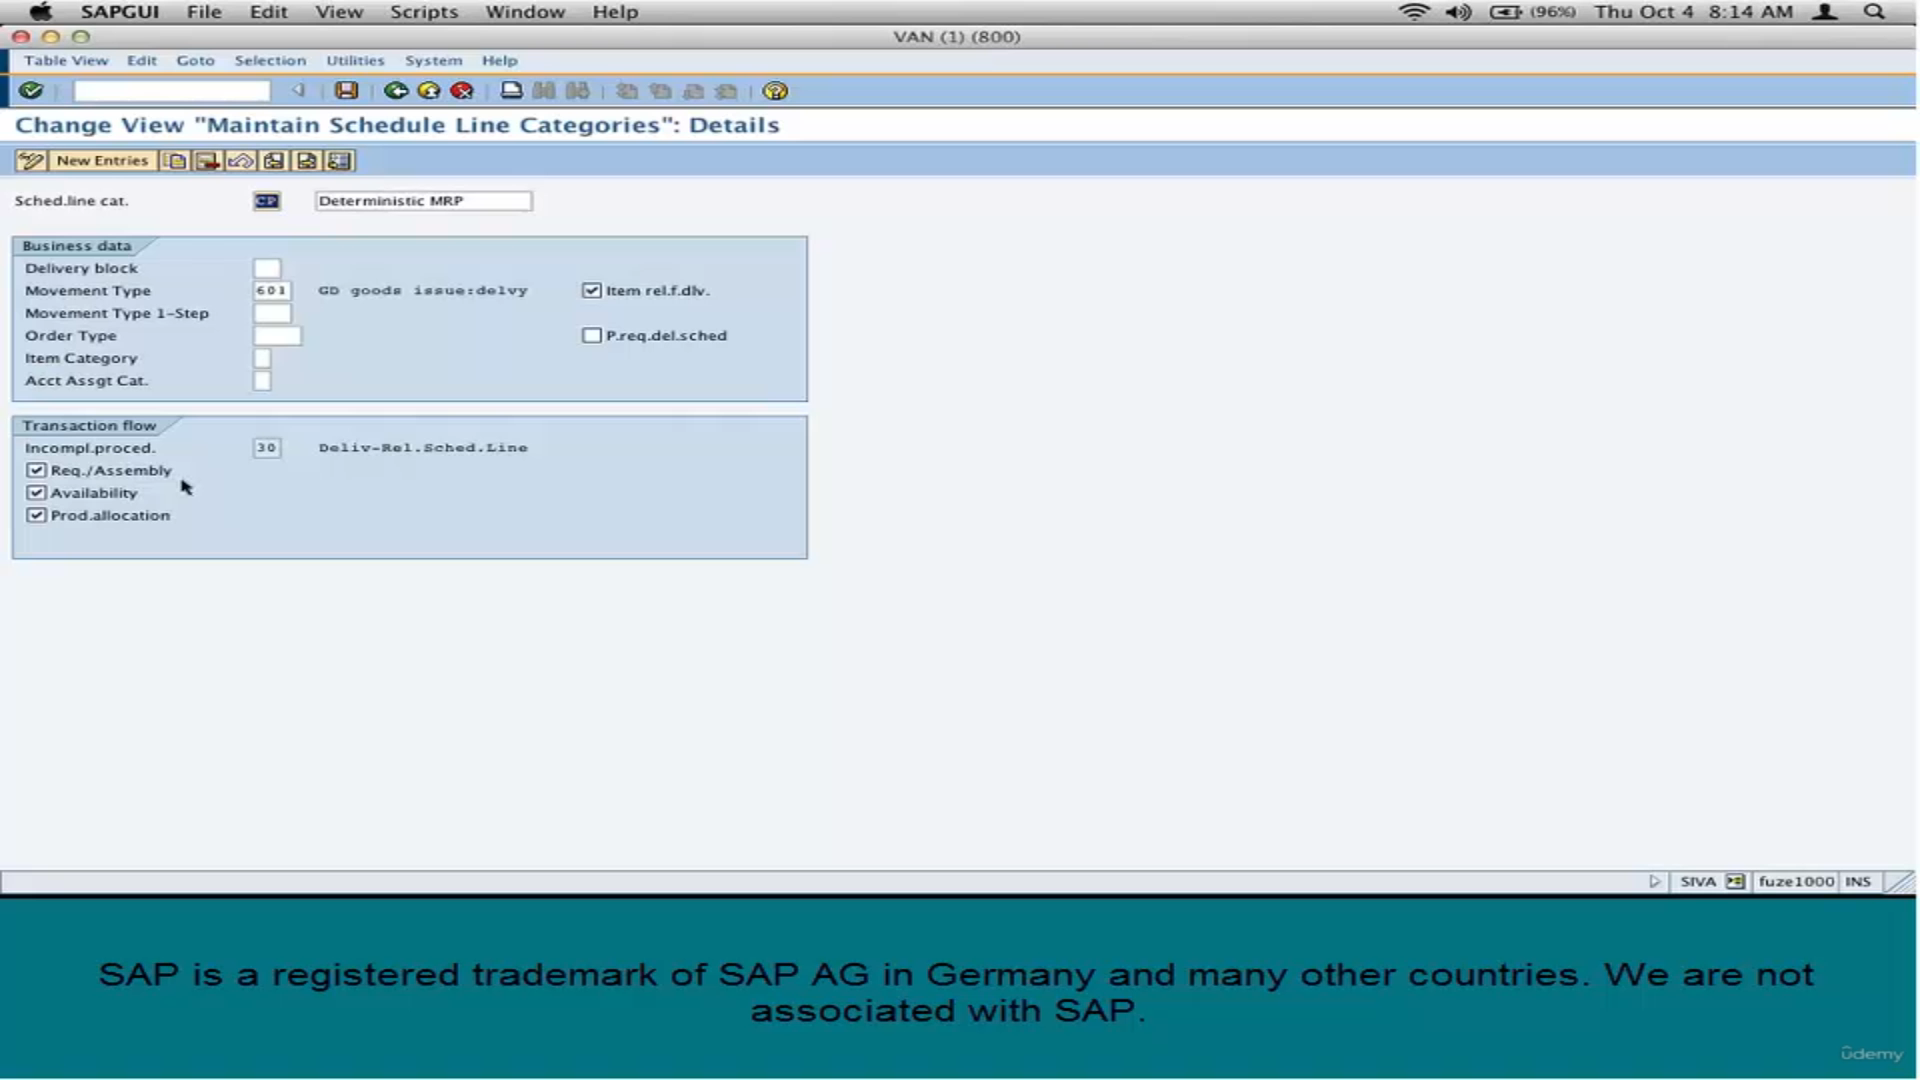 SAPGUI File Edit View Scripts Window Help (96%) Thu Oct 4 8:14 AM
VAN (1) (800)
Table View Edit Goto Selection Utilities System Help
Change View "Maintain Schedule Line Categories": Details
New Entries
Sched.line cat. CP Deterministic MRP
Business data
Delivery block
Movement Type 601 GD goods issue:delvy Item rel.f.dlv.
Movement Type 1-Step
Order Type P.req.del.sched
Item Category
Acct Assgt Cat.
Transaction flow
Incompl.proced. 30 Deliv-Rel.Sched.Line
Req./Assembly
Availability
Prod.allocation
SIVA fuze1000 INS
SAP is a registered trademark of SAP AG in Germany and many other countries. We are not
associated with SAP.
ûdemy